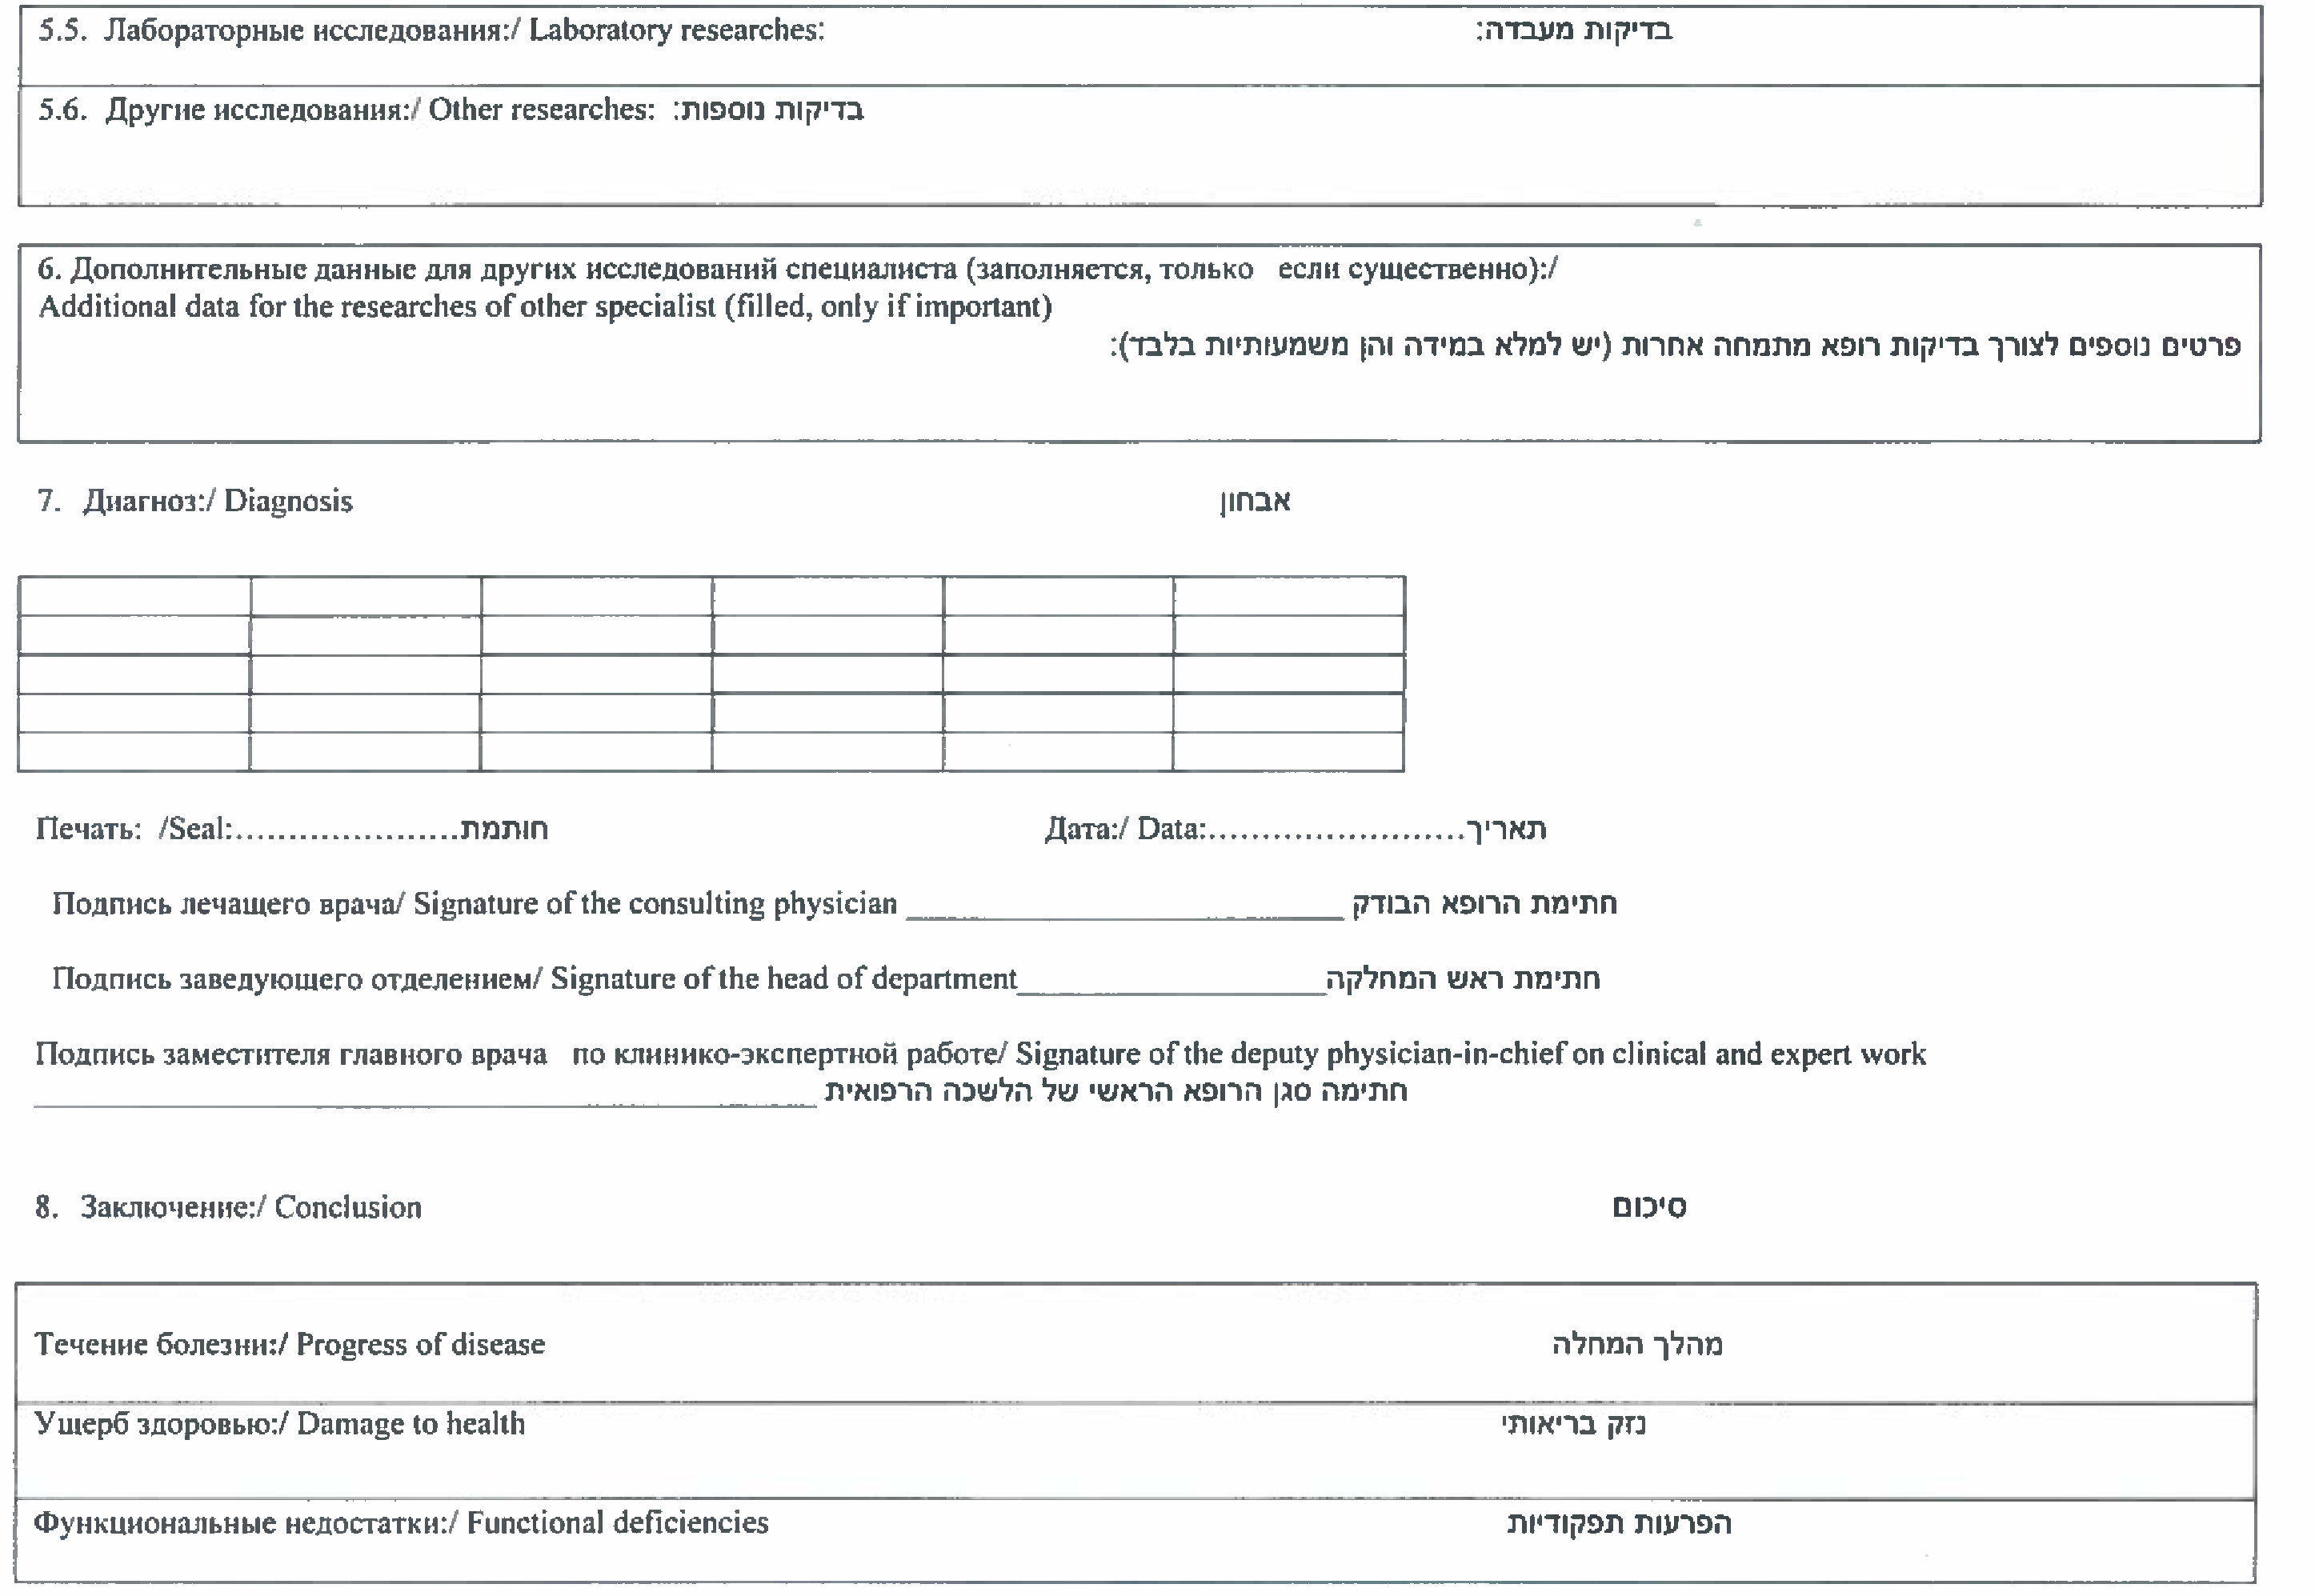 5.5. Лабораторные исследования:/ Laboratory researches: בדיקות מעבדה:
5.6. Другие исследования:/ Other researches: בדיקות נוספות:
6. Дополнительные данные для других исследований специалиста (заполняется, только если существенно):/
Additional data for the researches of other specialist (filled, only if important)
פרטים נוספים לצורך בדיקות רופא מתמחה אחרות (יש למלא במידה והן משמעותיות בלבד):
7. Диагноз:/ Diagnosis אבחון
Печать: /Seal:.....................חותמת Дата:/ Data:........................תאריך
Подпись лечащего врача/ Signature of the consulting physician ____________________ חתימת הרופא הבודק
Подпись заведующего отделением/ Signature of the head of department____________________חתימת ראש המחלקה
Подпись заместителя главного врача по клинико-экспертной работе/ Signature of the deputy physician-in-chief on clinical and expert work
____________________ חתימה סגן הרופא הראשי של הלשכה הרפואית
8. Заключение:/ Conclusion סיכום
Течение болезни:/ Progress of disease מהלך המחלה
Ущерб здоровью:/ Damage to health נזק בריאותי
Функциональные недостатки:/ Functional deficiencies הפרעות תפקודיות